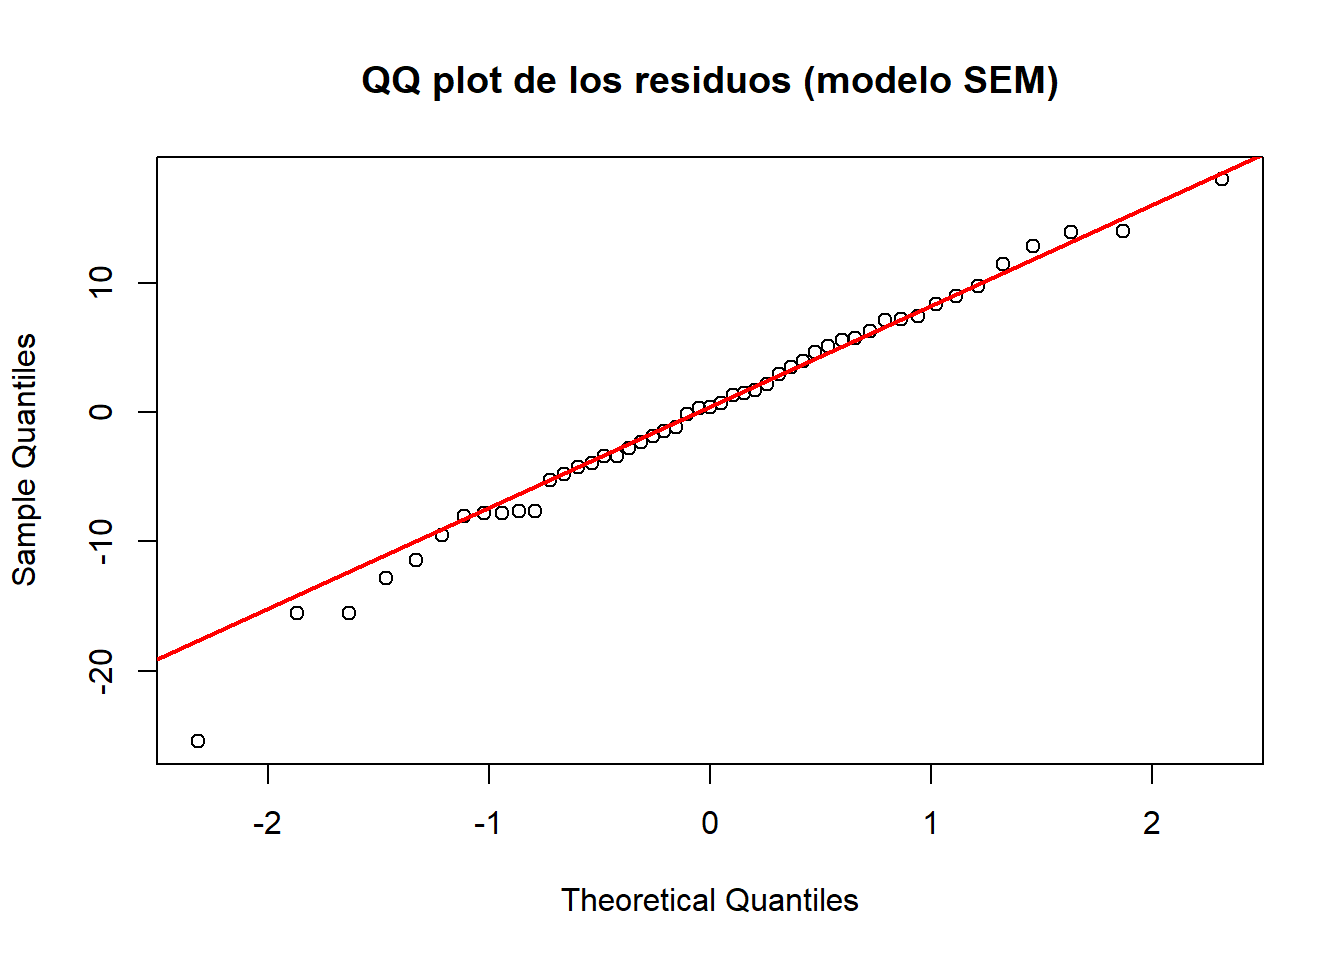 QQ plot de los residuos (modelo SEM)
Sample Quantiles
10
0
-10
-20
-2 -1 0 1 2
Theoretical Quantiles